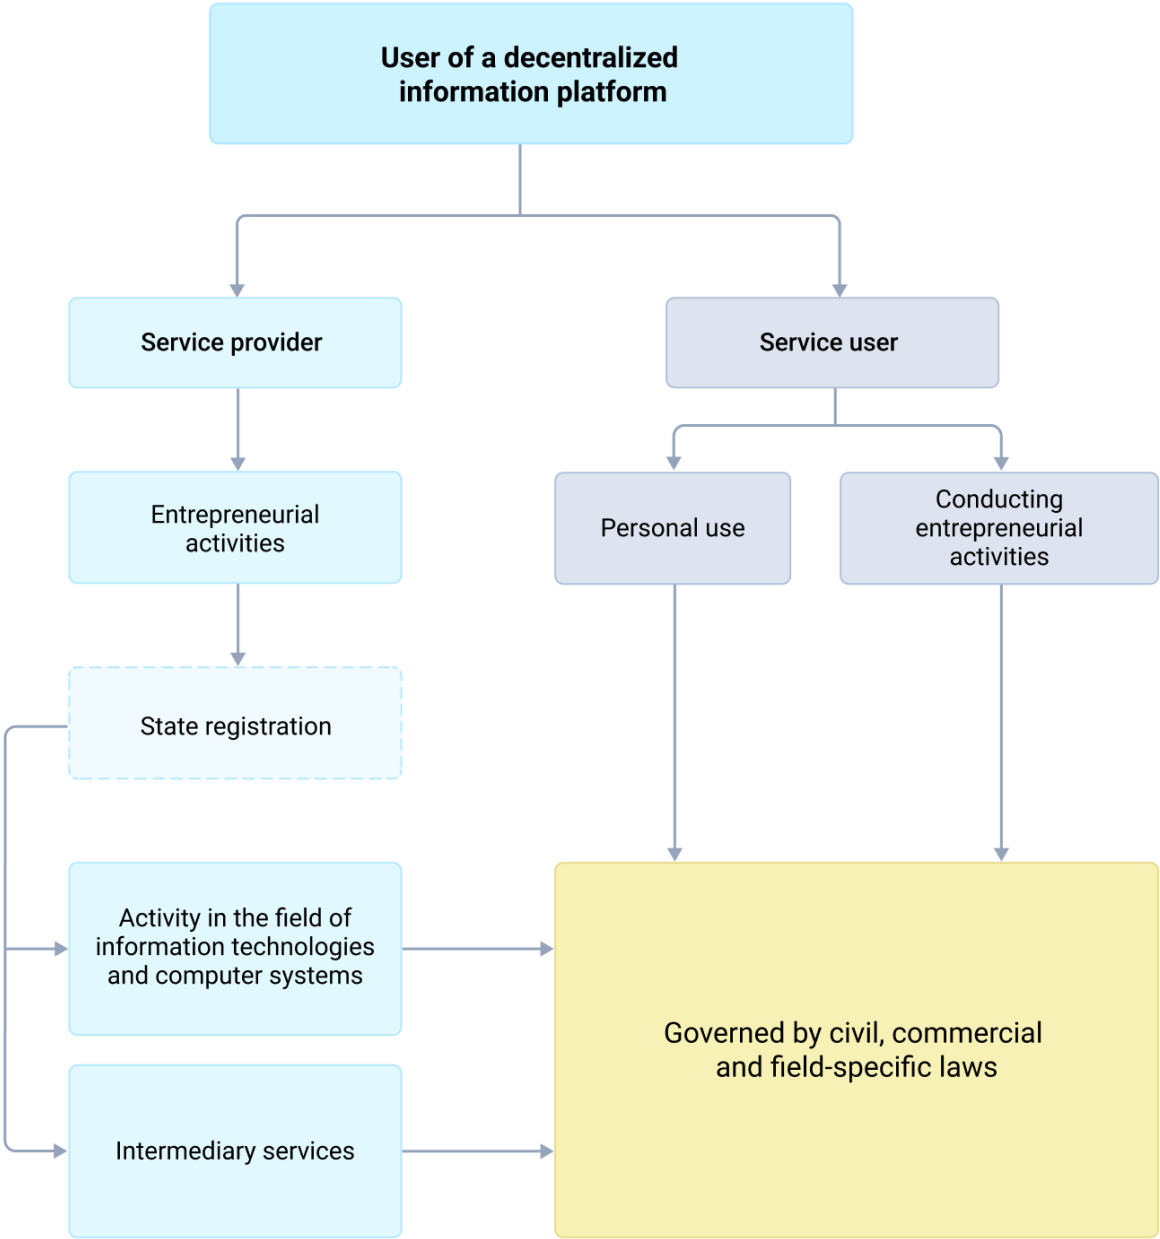 User of a decentralized
information platform
Service provider
Service user
Entrepreneurial
activities
Personal use
Conducting
entrepreneurial
activities
State registration
Activity in the field of
information technologies
and computer systems
Governed by civil, commercial
and field-specific laws
Intermediary services